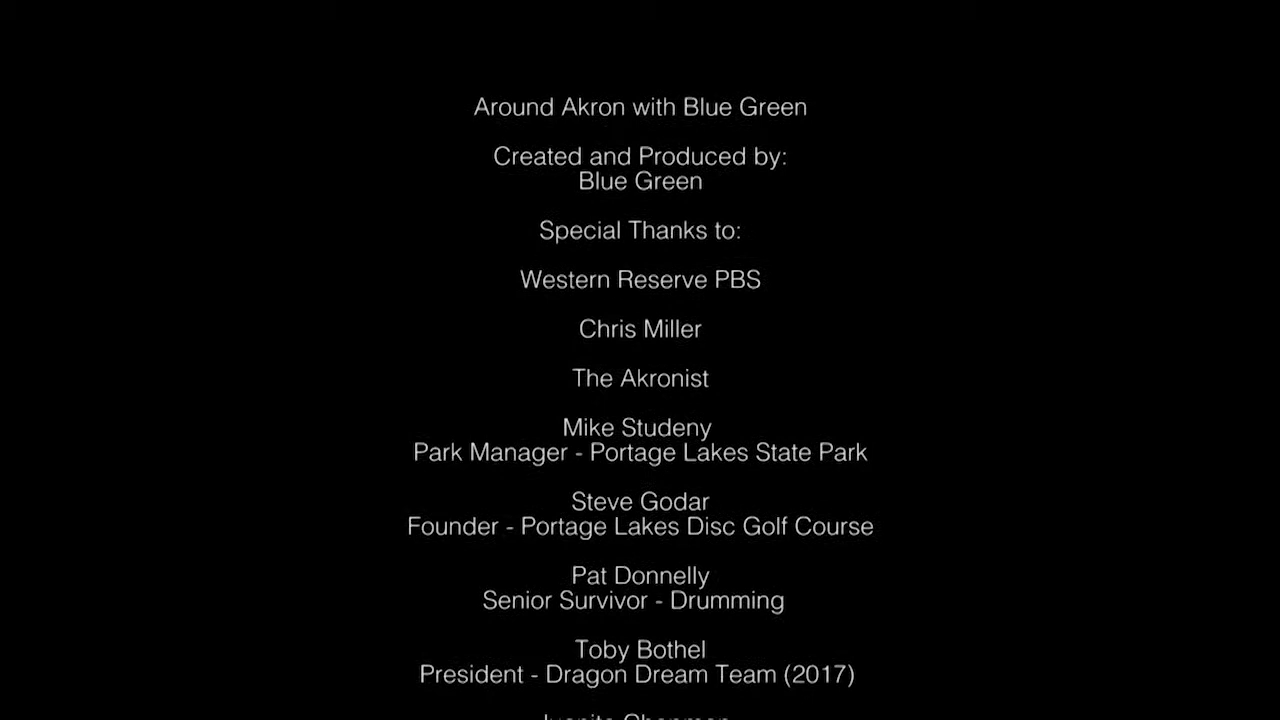 Around Akron with Blue Green
Created and Produced by:
Blue Green
Special Thanks to:
Western Reserve PBS
Chris Miller
The Akronist
Mike Studeny
Park Manager - Portage Lakes State Park
Steve Godar
Founder - Portage Lakes Disc Golf Course
Pat Donnelly
Senior Survivor - Drumming
Toby Bothel
President - Dragon Dream Team (2017)